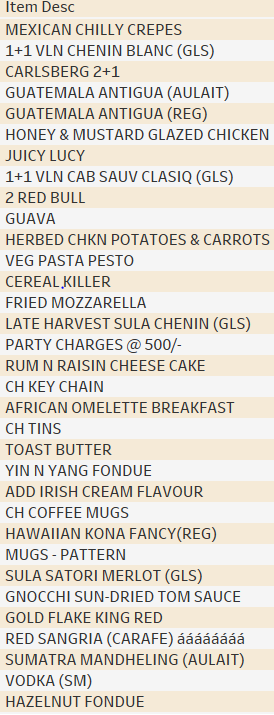 Item Desc
MEXICAN CHILLY CREPES
1+1 VLN CHENIN BLANC (GLS)
CARLSBERG 2+1
GUATEMALA ANTIGUA (AULAIT)
GUATEMALA ANTIGUA (REG)
HONEY & MUSTARD GLAZED CHICKEN
JUICY LUCY
1+1 VLN CAB SAUV CLASIQ (GLS)
2 RED BULL
GUAVA
HERBED CHKN POTATOES & CARROTS
VEG PASTA PESTO
CEREAL,KILLER
FRIED MOZZARELLA
LATE HARVEST SULA CHENIN (GLS)
PARTY CHARGES @ 500/-
RUM N RAISIN CHEESE CAKE
CH KEY CHAIN
AFRICAN OMELETTE BREAKFAST
CH TINS
TOAST BUTTER
YIN N YANG FONDUE
ADD IRISH CREAM FLAVOUR
CH COFFEE MUGS
HAWAIIAN KONA FANCY(REG)
MUGS - PATTERN
SULA SATORI MERLOT (GLS)
GNOCCHI SUN-DRIED TOM SAUCE
GOLD FLAKE KING RED
RED SANGRIA (CARAFE) áááááááá
SUMATRA MANDHELING (AULAIT)
VODKA (SM)
HAZELNUT FONDUE